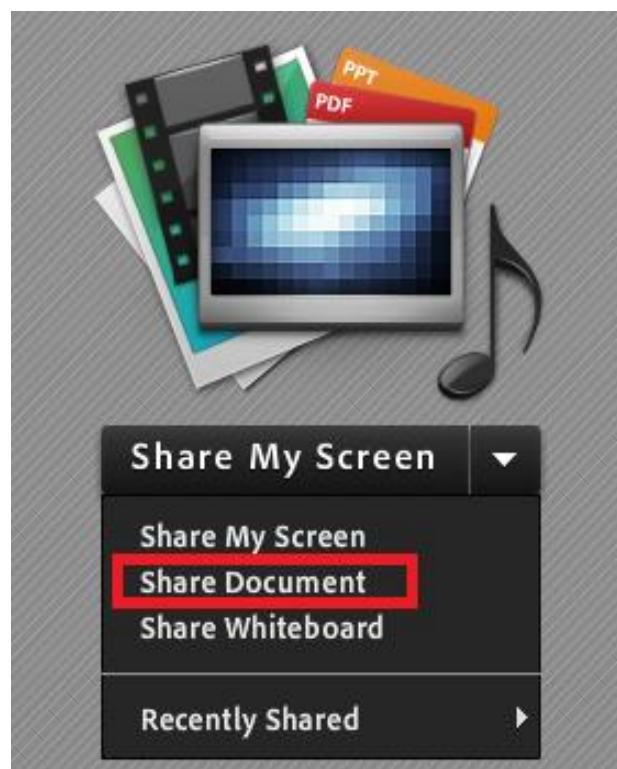 PPT
PDF
Share My Screen
Share My Screen
Share Document
Share Whiteboard
Recently Shared